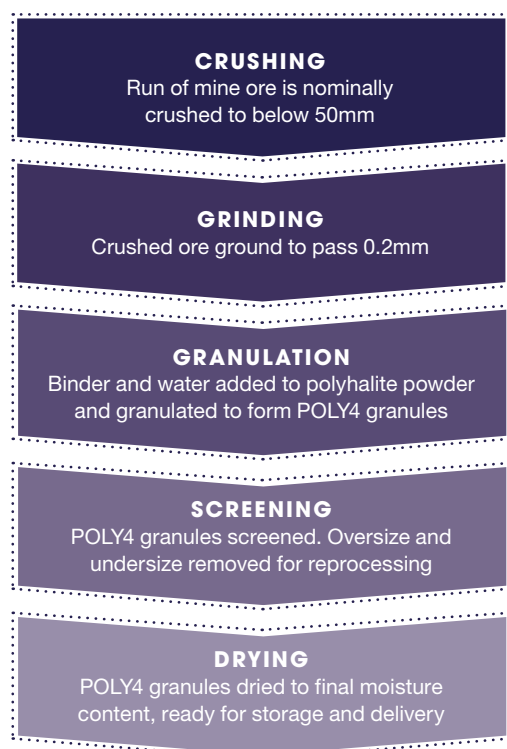 CRUSHING
Run of mine ore is nominally
crushed to below 50mm
GRINDING
Crushed ore ground to pass 0.2mm
GRANULATION
Binder and water added to polyhalite powder
and granulated to form POLY4 granules
SCREENING
POLY4 granules screened. Oversize and
undersize removed for reprocessing
DRYING
POLY4 granules dried to final moisture
content, ready for storage and delivery